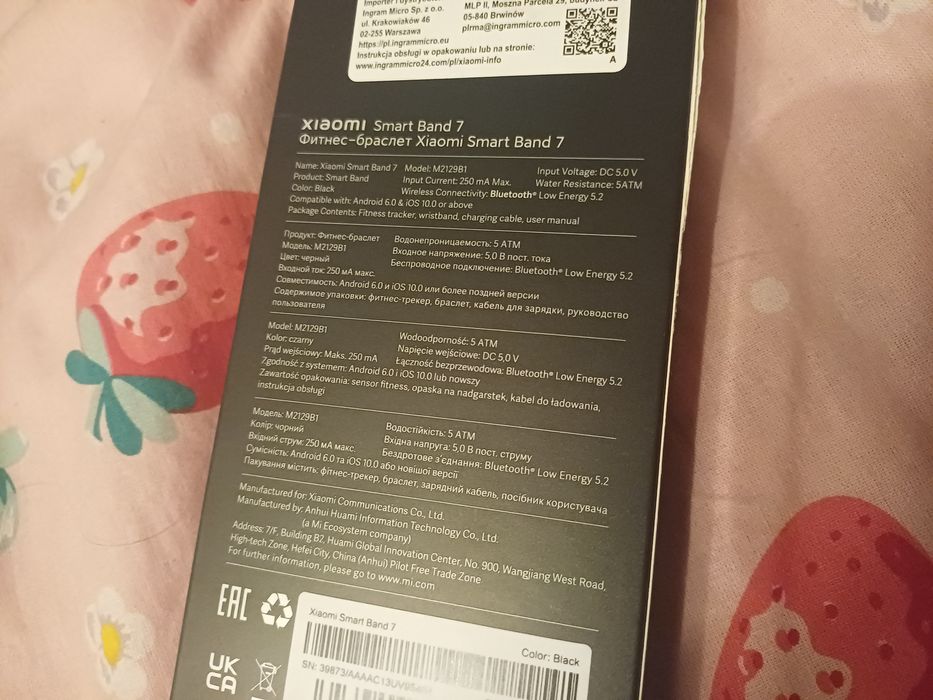 Importer i
Ingram Micro Sp. z o.o.
ul. Krakowiaków 46
02-255 Warszawa
https://pl.ingrammicro.eu
MLP II, Moszna Parcela 29,
05-840 Brwinów
plrma@ingrammicro.com
Instrukcja obsługi w opakowaniu lub na stronie:
www.ingrammicro24.com/pl/xiaomi-info
A
xiaomi Smart Band 7
Фитнес-браслет Xiaomi Smart Band 7
Name: Xiaomi Smart Band 7 Model: M2129B1 Input Voltage: DC 5.0 V
Product: Smart Band Input Current: 250 mA Max. Water Resistance: 5ATM
Color: Black Wireless Connectivity: Bluetooth® Low Energy 5.2
Compatible with: Android 6.0 & iOS 10.0 or above
Package Contents: Fitness tracker, wristband, charging cable, user manual
Продукт: Фитнес-браслет Водонепроницаемость: 5 ATM
Модель: M2129B1 Входное напряжение: 5,0 В пост. тока
Цвет: черный Беспроводное подключение: Bluetooth® Low Energy 5.2
Входной ток: 250 мА макс.
Совместимость: Android 6.0 и iOS 10.0 или более поздней версии
Содержимое упаковки: фитнес-трекер, браслет, кабель для зарядки, руководство
пользователя
Model: M2129B1 Wodoodporność: 5 ATM
Kolor: czarny Napięcie wejściowe: DC 5,0 V
Prąd wejściowy: Maks. 250 mA Łączność bezprzewodowa: Bluetooth® Low Energy 5.2
Zgodność z systemem: Android 6.0 i iOS 10.0 lub nowszy
Zawartość opakowania: sensor fitness, opaska na nadgarstek, kabel do ładowania,
instrukcja obsługi
Модель: M2129B1 Водостійкість: 5 ATM
Колір: чорний Вхідна напруга: 5,0 В пост. струму
Вхідний струм: 250 мА макс. Бездротове з'єднання: Bluetooth® Low Energy 5.2
Сумісність: Android 6.0 та iOS 10.0 або новішої версії
Пакування містить: фітнес-трекер, браслет, зарядний кабель, посібник користувача
Manufactured for: Xiaomi Communications Co., Ltd.
Manufactured by: Anhui Huami Information Technology Co., Ltd.
(a Mi Ecosystem company)
Address: 7/F, Building B2, Huami Global Innovation Center, No. 900, Wangjiang West Road,
High-tech Zone, Hefei City, China (Anhui) Pilot Free Trade Zone
For further information, please go to www.mi.com
EAC
UK
CA
Xiaomi Smart Band 7
Color: Black
SN: 39873/AAAAC13UV95